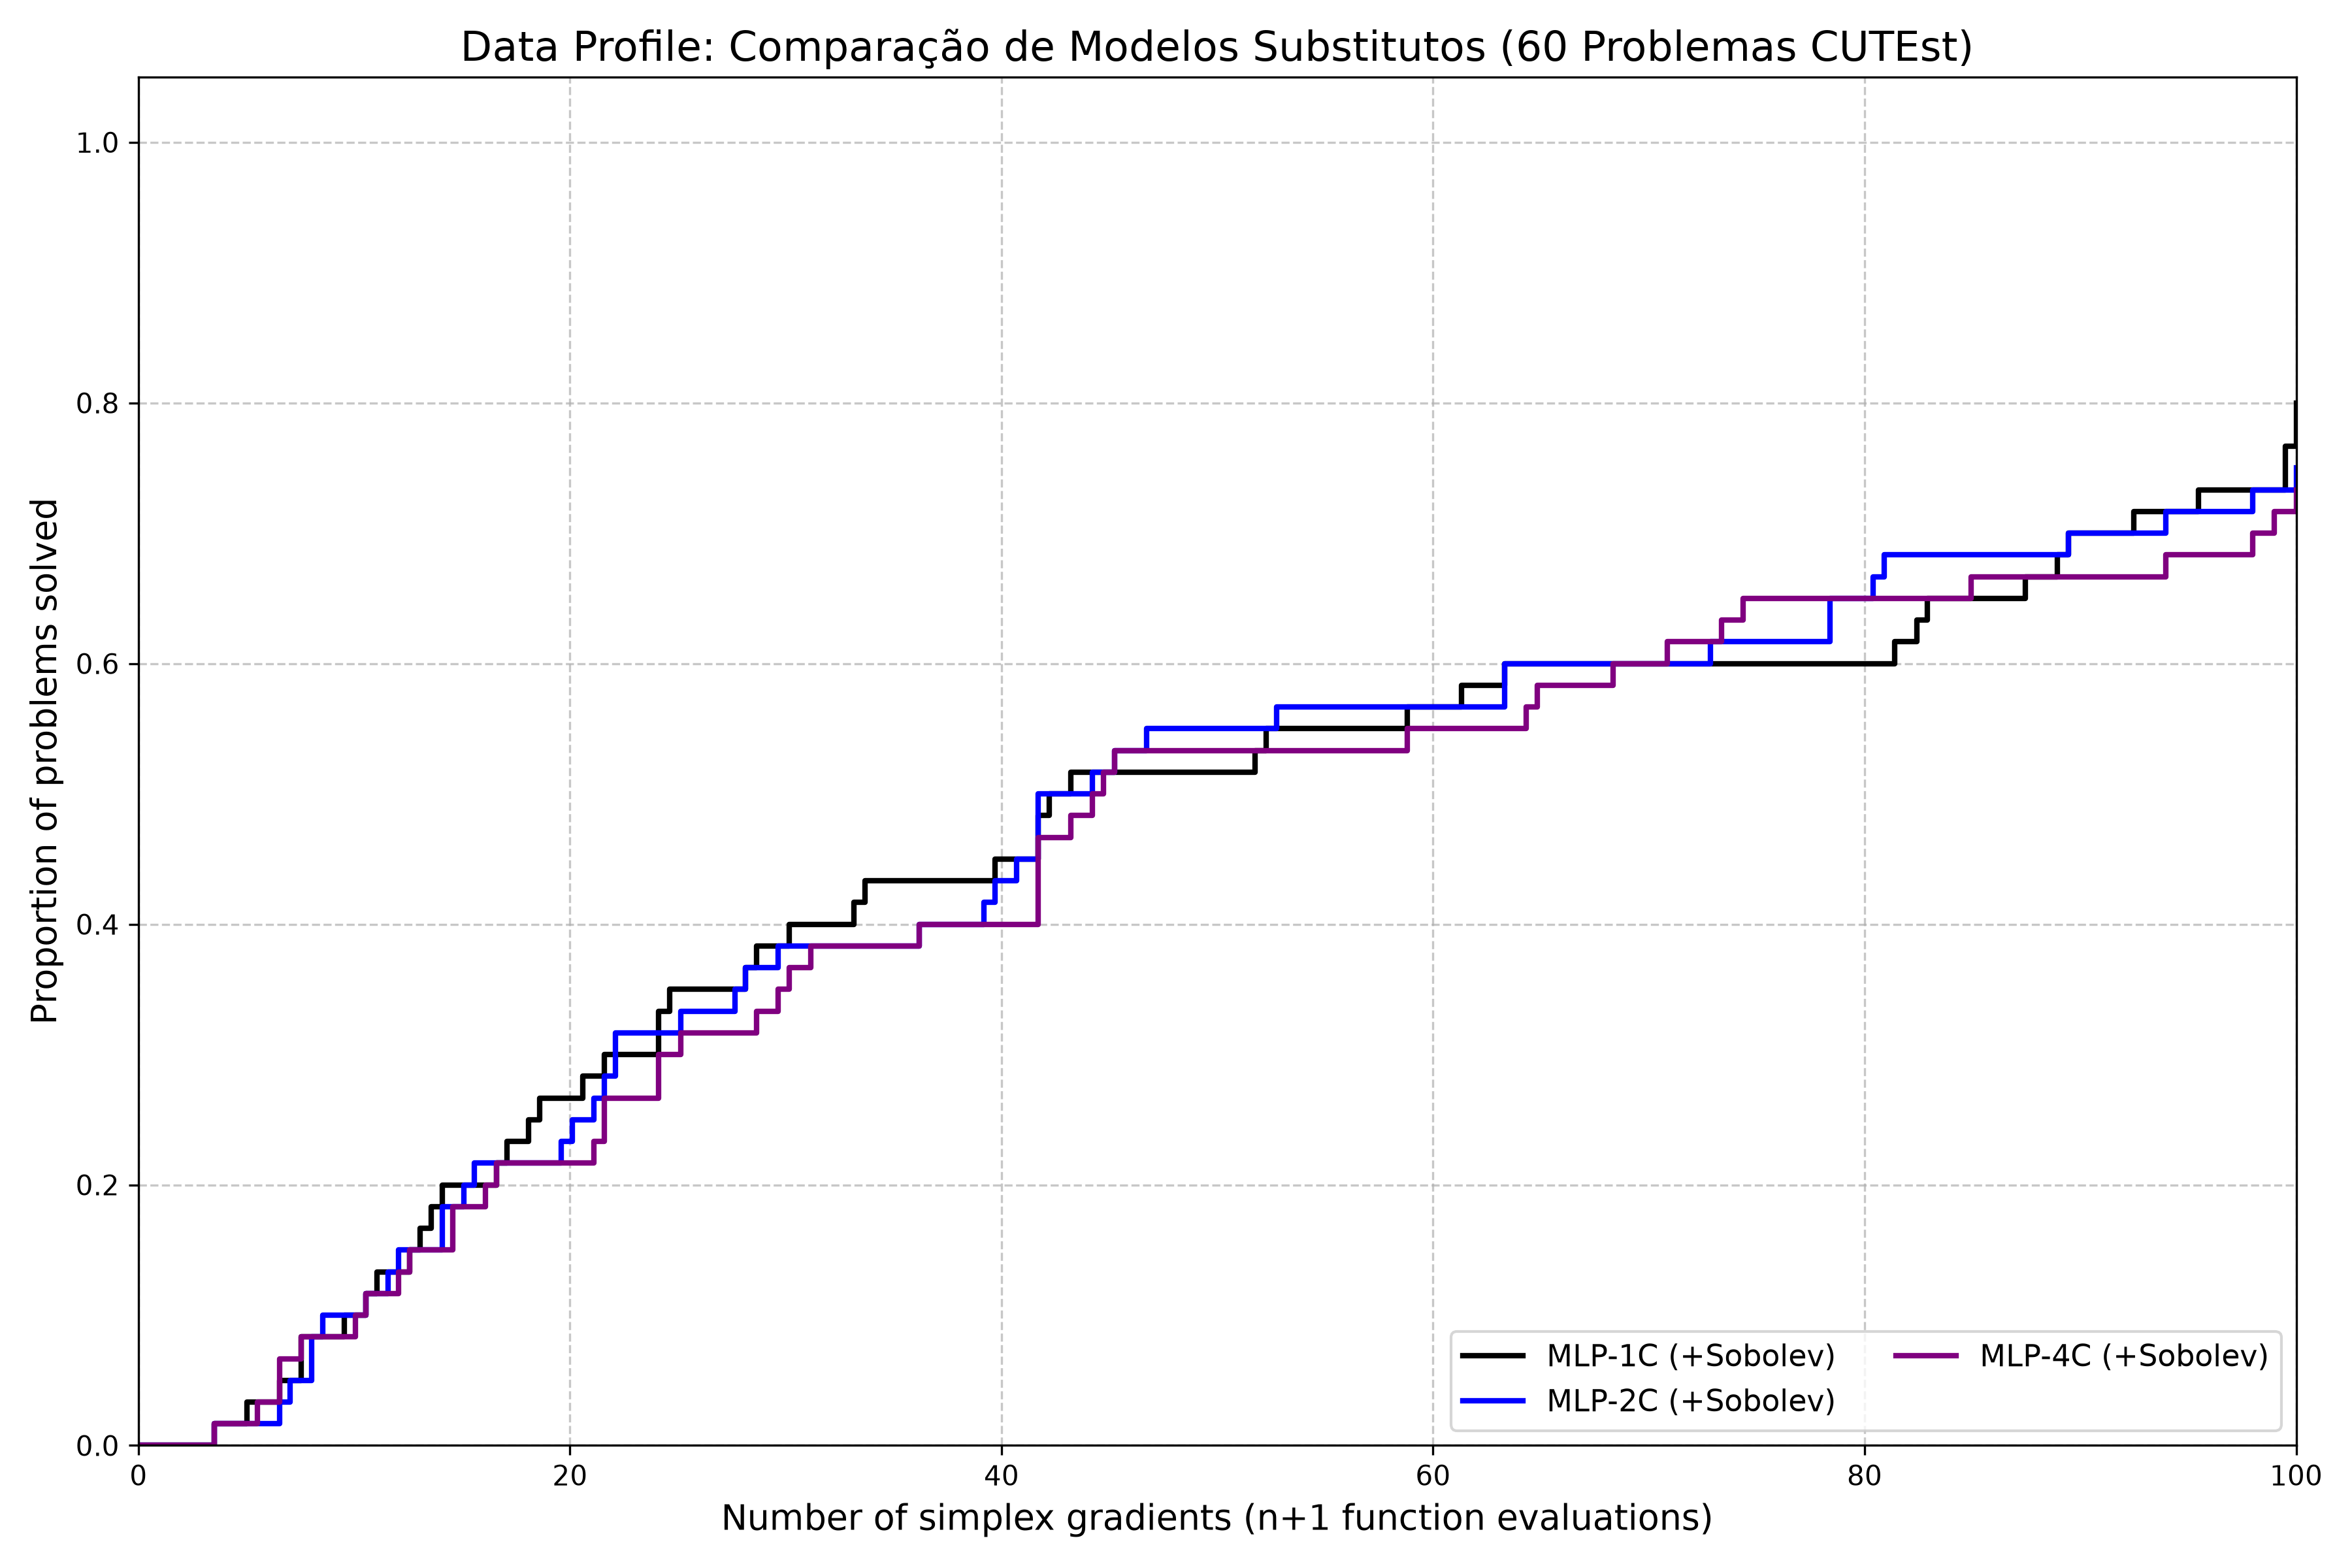 Data Profile: Comparação de Modelos Substitutos (60 Problemas CUTEst)
Proportion of problems solved
1.0
0.8
0.6
0.4
0.2
0.0
0
20
40
60
80
100
Number of simplex gradients (n+1 function evaluations)
MLP-1C (+Sobolev)
MLP-2C (+Sobolev)
MLP-4C (+Sobolev)